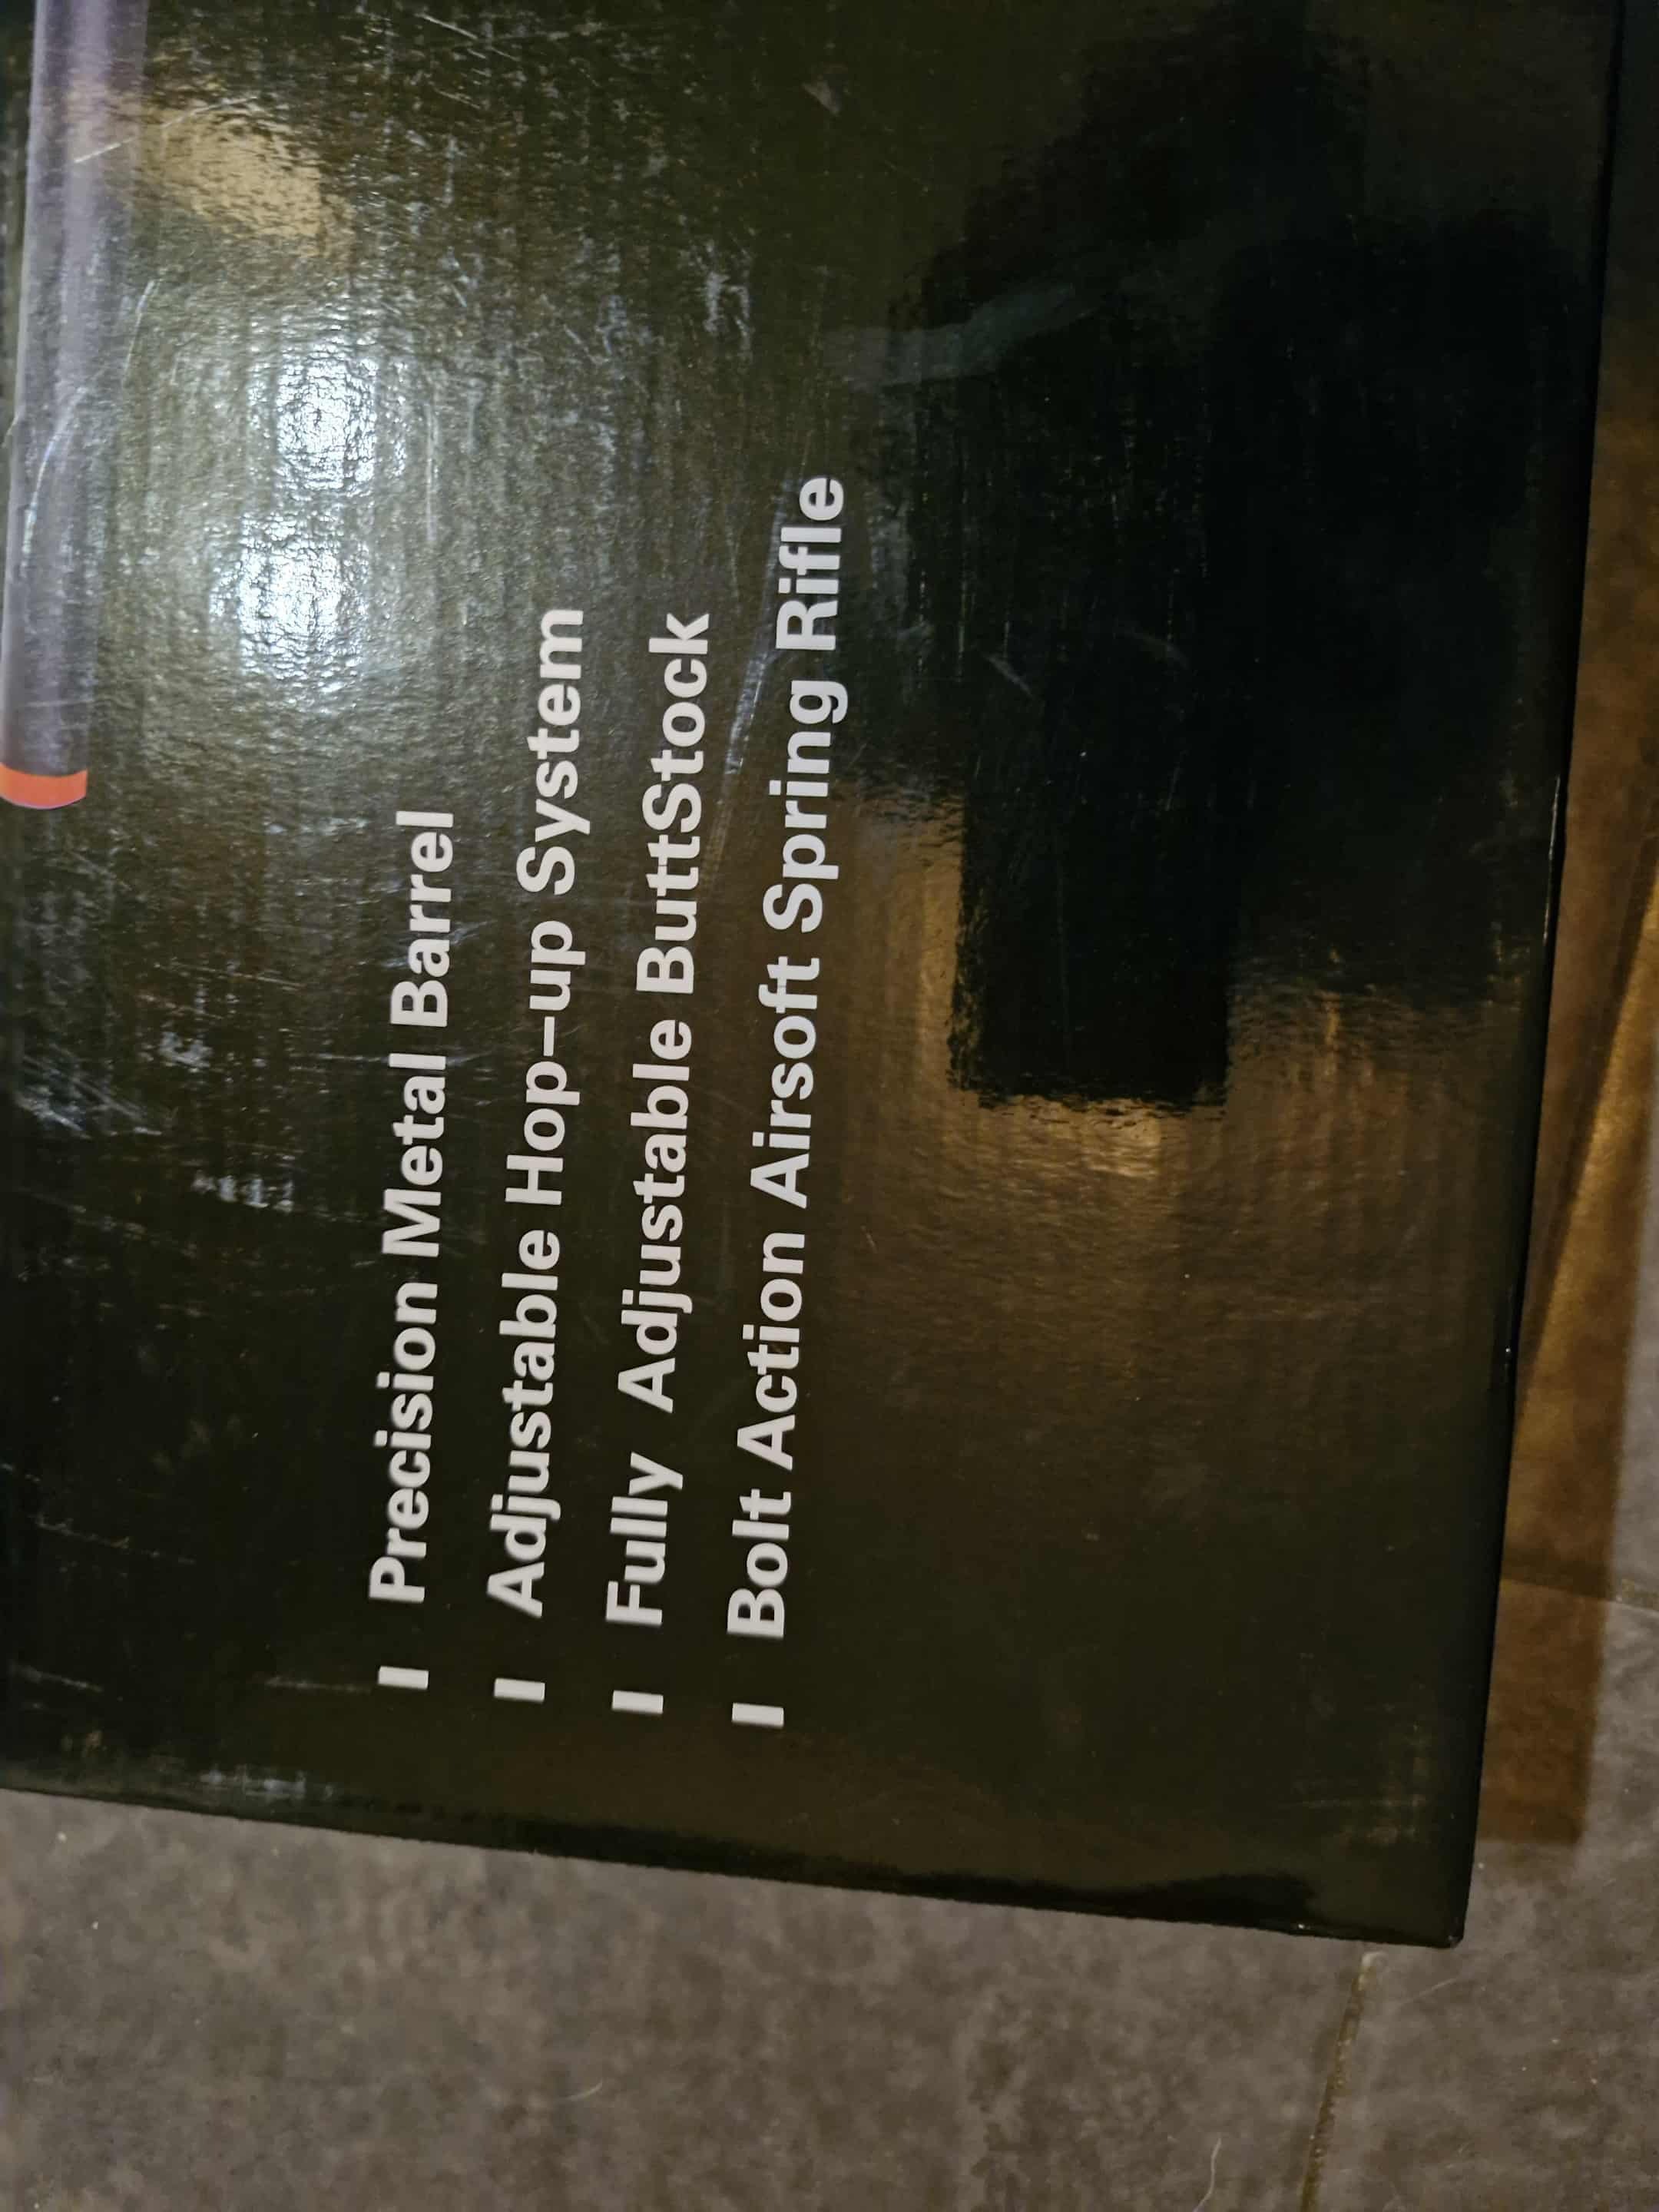 I Precision Metal Barrel
I Adjustable Hop-up System
I Fully Adjustable ButtStock
I Bolt Action Airsoft Spring Rifle